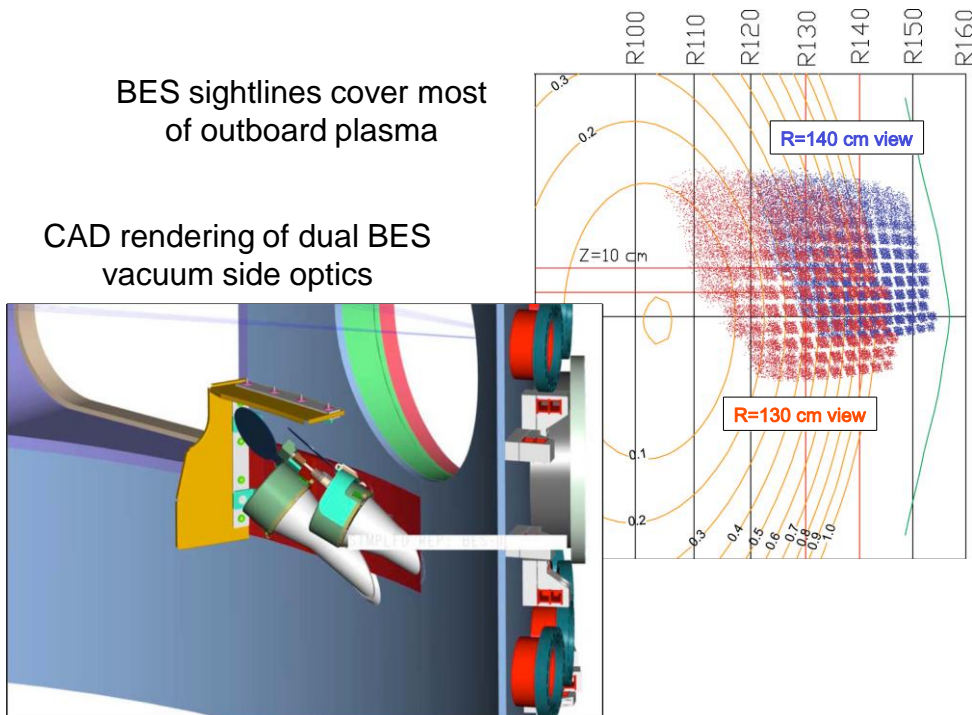 BES sightlines cover most
of outboard plasma
CAD rendering of dual BES
vacuum side optics
R100 R110 R120 R130 R140 R150 R160
0.3
0.2
R=140 cm view
Z=10 cm
R=130 cm view
0.1
0.2
0.3
0.4
0.5
0.6
0.7
0.8
0.9
1.0